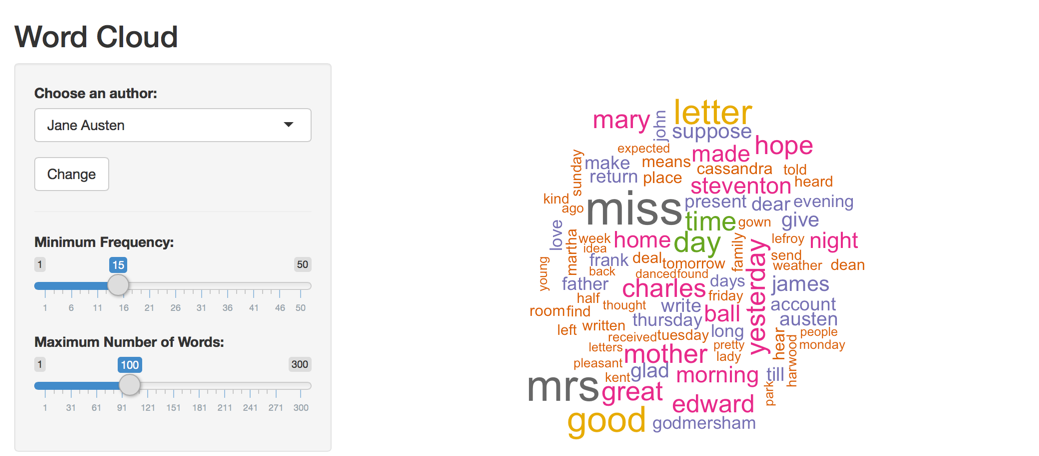 Word Cloud
Choose an author:
Jane Austen
Change
Minimum Frequency:
1 15 50
1 6 11 16 21 26 31 36 41 46 50
Maximum Number of Words:
1 100 300
1 31 61 91 121 151 181 211 241 271 300
letter
mary
john
suppose
expected
hope
made
sunday
make
means
cassandra
told
return
place
steventon
heard
kind
ago
miss
present
dear
evening
time
gown
give
love
martha
week
idea
home
day
family
lefroy
night
young
frank
deal
tomorrow
yesterday
send
weather
dean
back
danced
found
father
charles
days
friday
james
half
thought
write
ball
account
room
find
thursday
austen
left
written
received
tuesday
long
hear
people
letters
mother
pretty
harwood
monday
lady
pleasant
glad
morning
till
kent
mrs
great
park
edward
good
godmersham